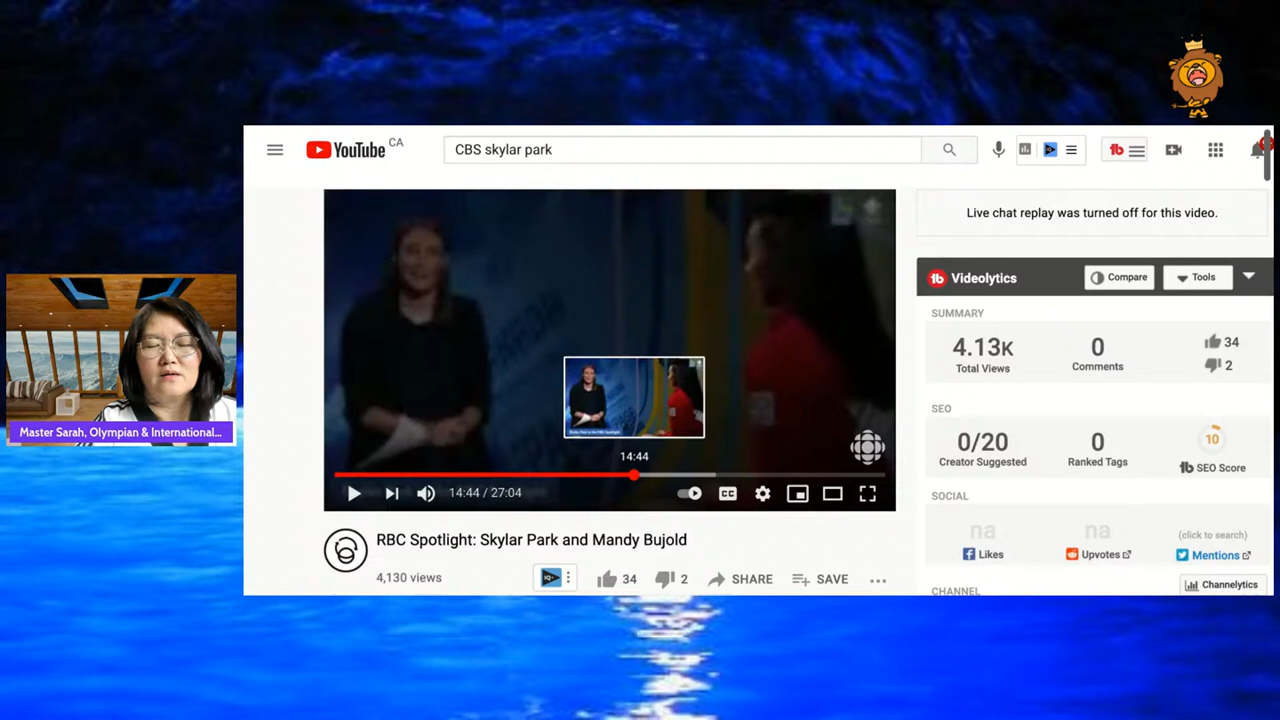 YouTube CA
CBS skylar park
Live chat replay was turned off for this video.
Videolytics
Compare
Tools
SUMMARY
4.13K
Total Views
0
Comments
34
2
SEO
0/20
Creator Suggested
0
Ranked Tags
10
SEO Score
SOCIAL
na
Likes
na
Upvotes
(click to search)
Mentions
CHANNEL
Channelytics
14:44
14:44 / 27:04
CC
RBC Spotlight: Skylar Park and Mandy Bujold
4,130 views
34
2
SHARE
SAVE
Master Sarah, Olympian & International...